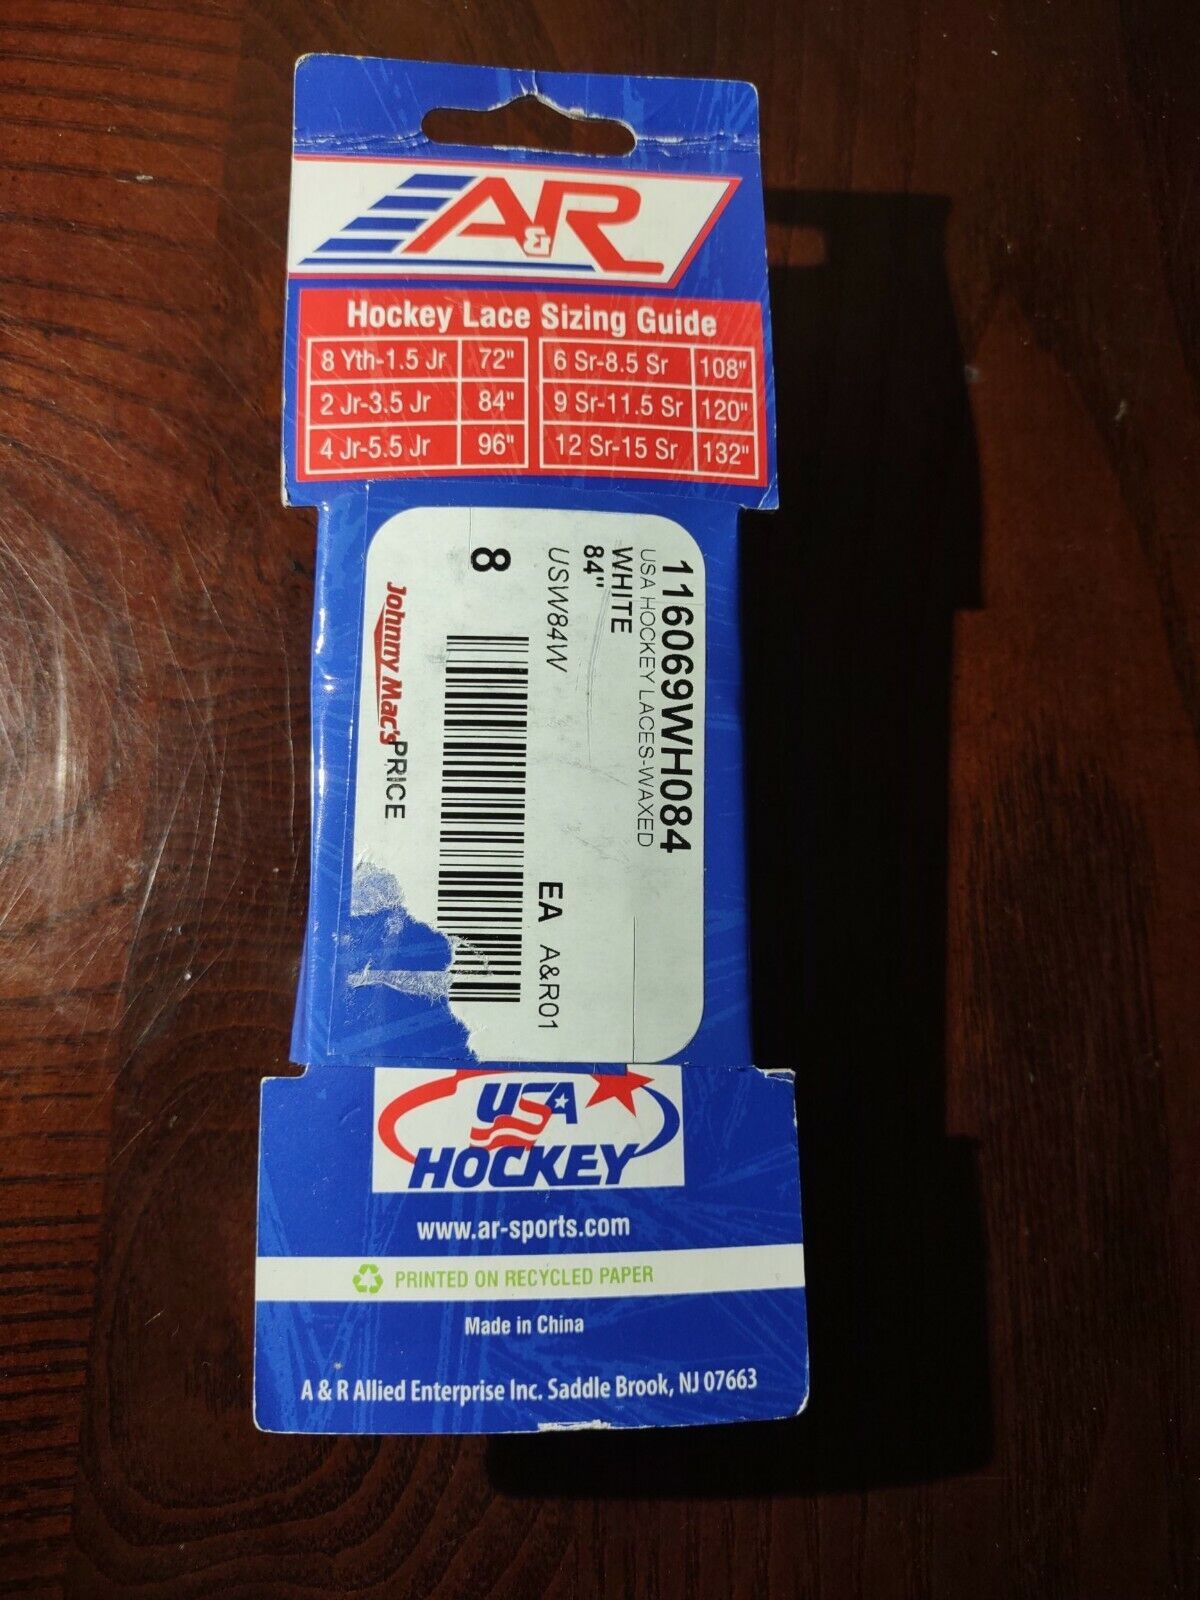 A&R
Hockey Lace Sizing Guide
8 Yth-1.5 Jr 72" 6 Sr-8.5 Sr 108"
2 Jr-3.5 Jr 84" 9 Sr-11.5 Sr 120"
4 Jr-5.5 Jr 96" 12 Sr-15 Sr 132"
116069WH084
USA HOCKEY LACES-WAXED
WHITE
84"
USW84W EA A&R01
8
Johnny Mac's PRICE
USA
HOCKEY
www.ar-sports.com
PRINTED ON RECYCLED PAPER
Made in China
A & R Allied Enterprise Inc. Saddle Brook, NJ 07663